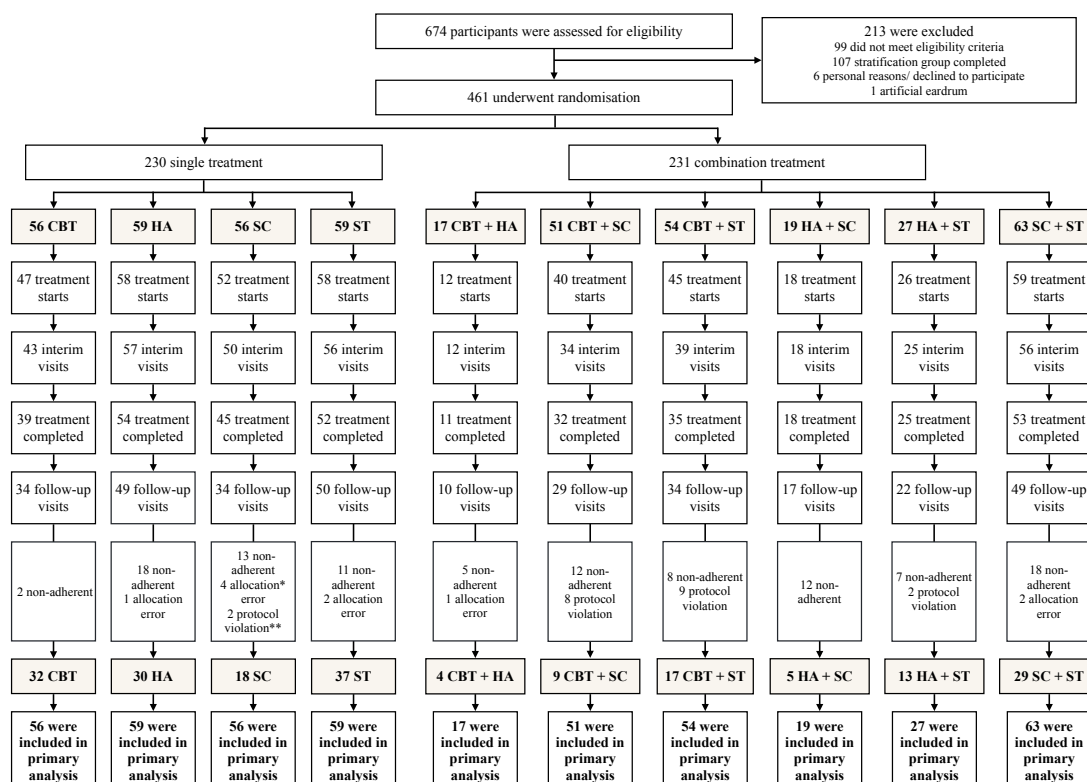 674 participants were assessed for eligibility
213 were excluded
99 did not meet eligibility criteria
107 stratification group completed
6 personal reasons/ declined to participate
1 artificial eardrum
461 underwent randomisation
230 single treatment
231 combination treatment
56 CBT
59 HA
56 SC
59 ST
17 CBT + HA
51 CBT + SC
54 CBT + ST
19 HA + SC
27 HA + ST
63 SC + ST
47 treatment
starts
58 treatment
starts
52 treatment
starts
58 treatment
starts
12 treatment
starts
40 treatment
starts
45 treatment
starts
18 treatment
starts
26 treatment
starts
59 treatment
starts
43 interim
visits
57 interim
visits
50 interim
visits
56 interim
visits
12 interim
visits
34 interim
visits
39 interim
visits
18 interim
visits
25 interim
visits
56 interim
visits
39 treatment
completed
54 treatment
completed
45 treatment
completed
52 treatment
completed
11 treatment
completed
32 treatment
completed
35 treatment
completed
18 treatment
completed
25 treatment
completed
53 treatment
completed
34 follow-up
visits
49 follow-up
visits
34 follow-up
visits
50 follow-up
visits
10 follow-up
visits
29 follow-up
visits
34 follow-up
visits
17 follow-up
visits
22 follow-up
visits
49 follow-up
visits
2 non-adherent
18 non-
adherent
1 allocation
error
13 non-
adherent
4 allocation*
error
2 protocol
violation**
11 non-
adherent
2 allocation
error
5 non-
adherent
1 allocation
error
12 non-
adherent
8 protocol
violation
8 non-adherent
9 protocol
violation
12 non-
adherent
7 non-adherent
2 protocol
violation
18 non-
adherent
2 allocation
error
32 CBT
30 HA
18 SC
37 ST
4 CBT + HA
9 CBT + SC
17 CBT + ST
5 HA + SC
13 HA + ST
29 SC + ST
56 were
included in
primary
analysis
59 were
included in
primary
analysis
56 were
included in
primary
analysis
59 were
included in
primary
analysis
17 were
included in
primary
analysis
51 were
included in
primary
analysis
54 were
included in
primary
analysis
19 were
included in
primary
analysis
27 were
included in
primary
analysis
63 were
included in
primary
analysis